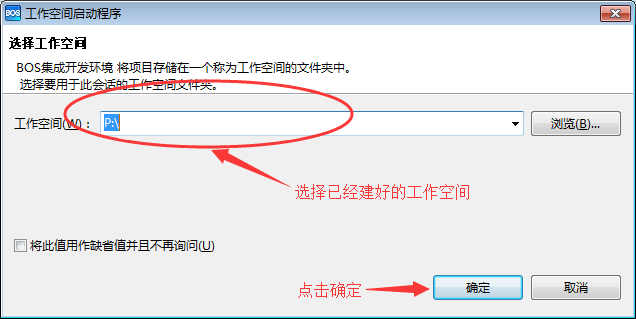 BOS 工作空间启动程序
选择工作空间
BOS集成开发环境 将项目存储在一个称为工作空间的文件夹中。
选择要用于此会话的工作空间文件夹。
工作空间(W)： P:\ 浏览(B)...
选择已经建好的工作空间
将此值用作缺省值并且不再询问(U)
点击确定 确定 取消